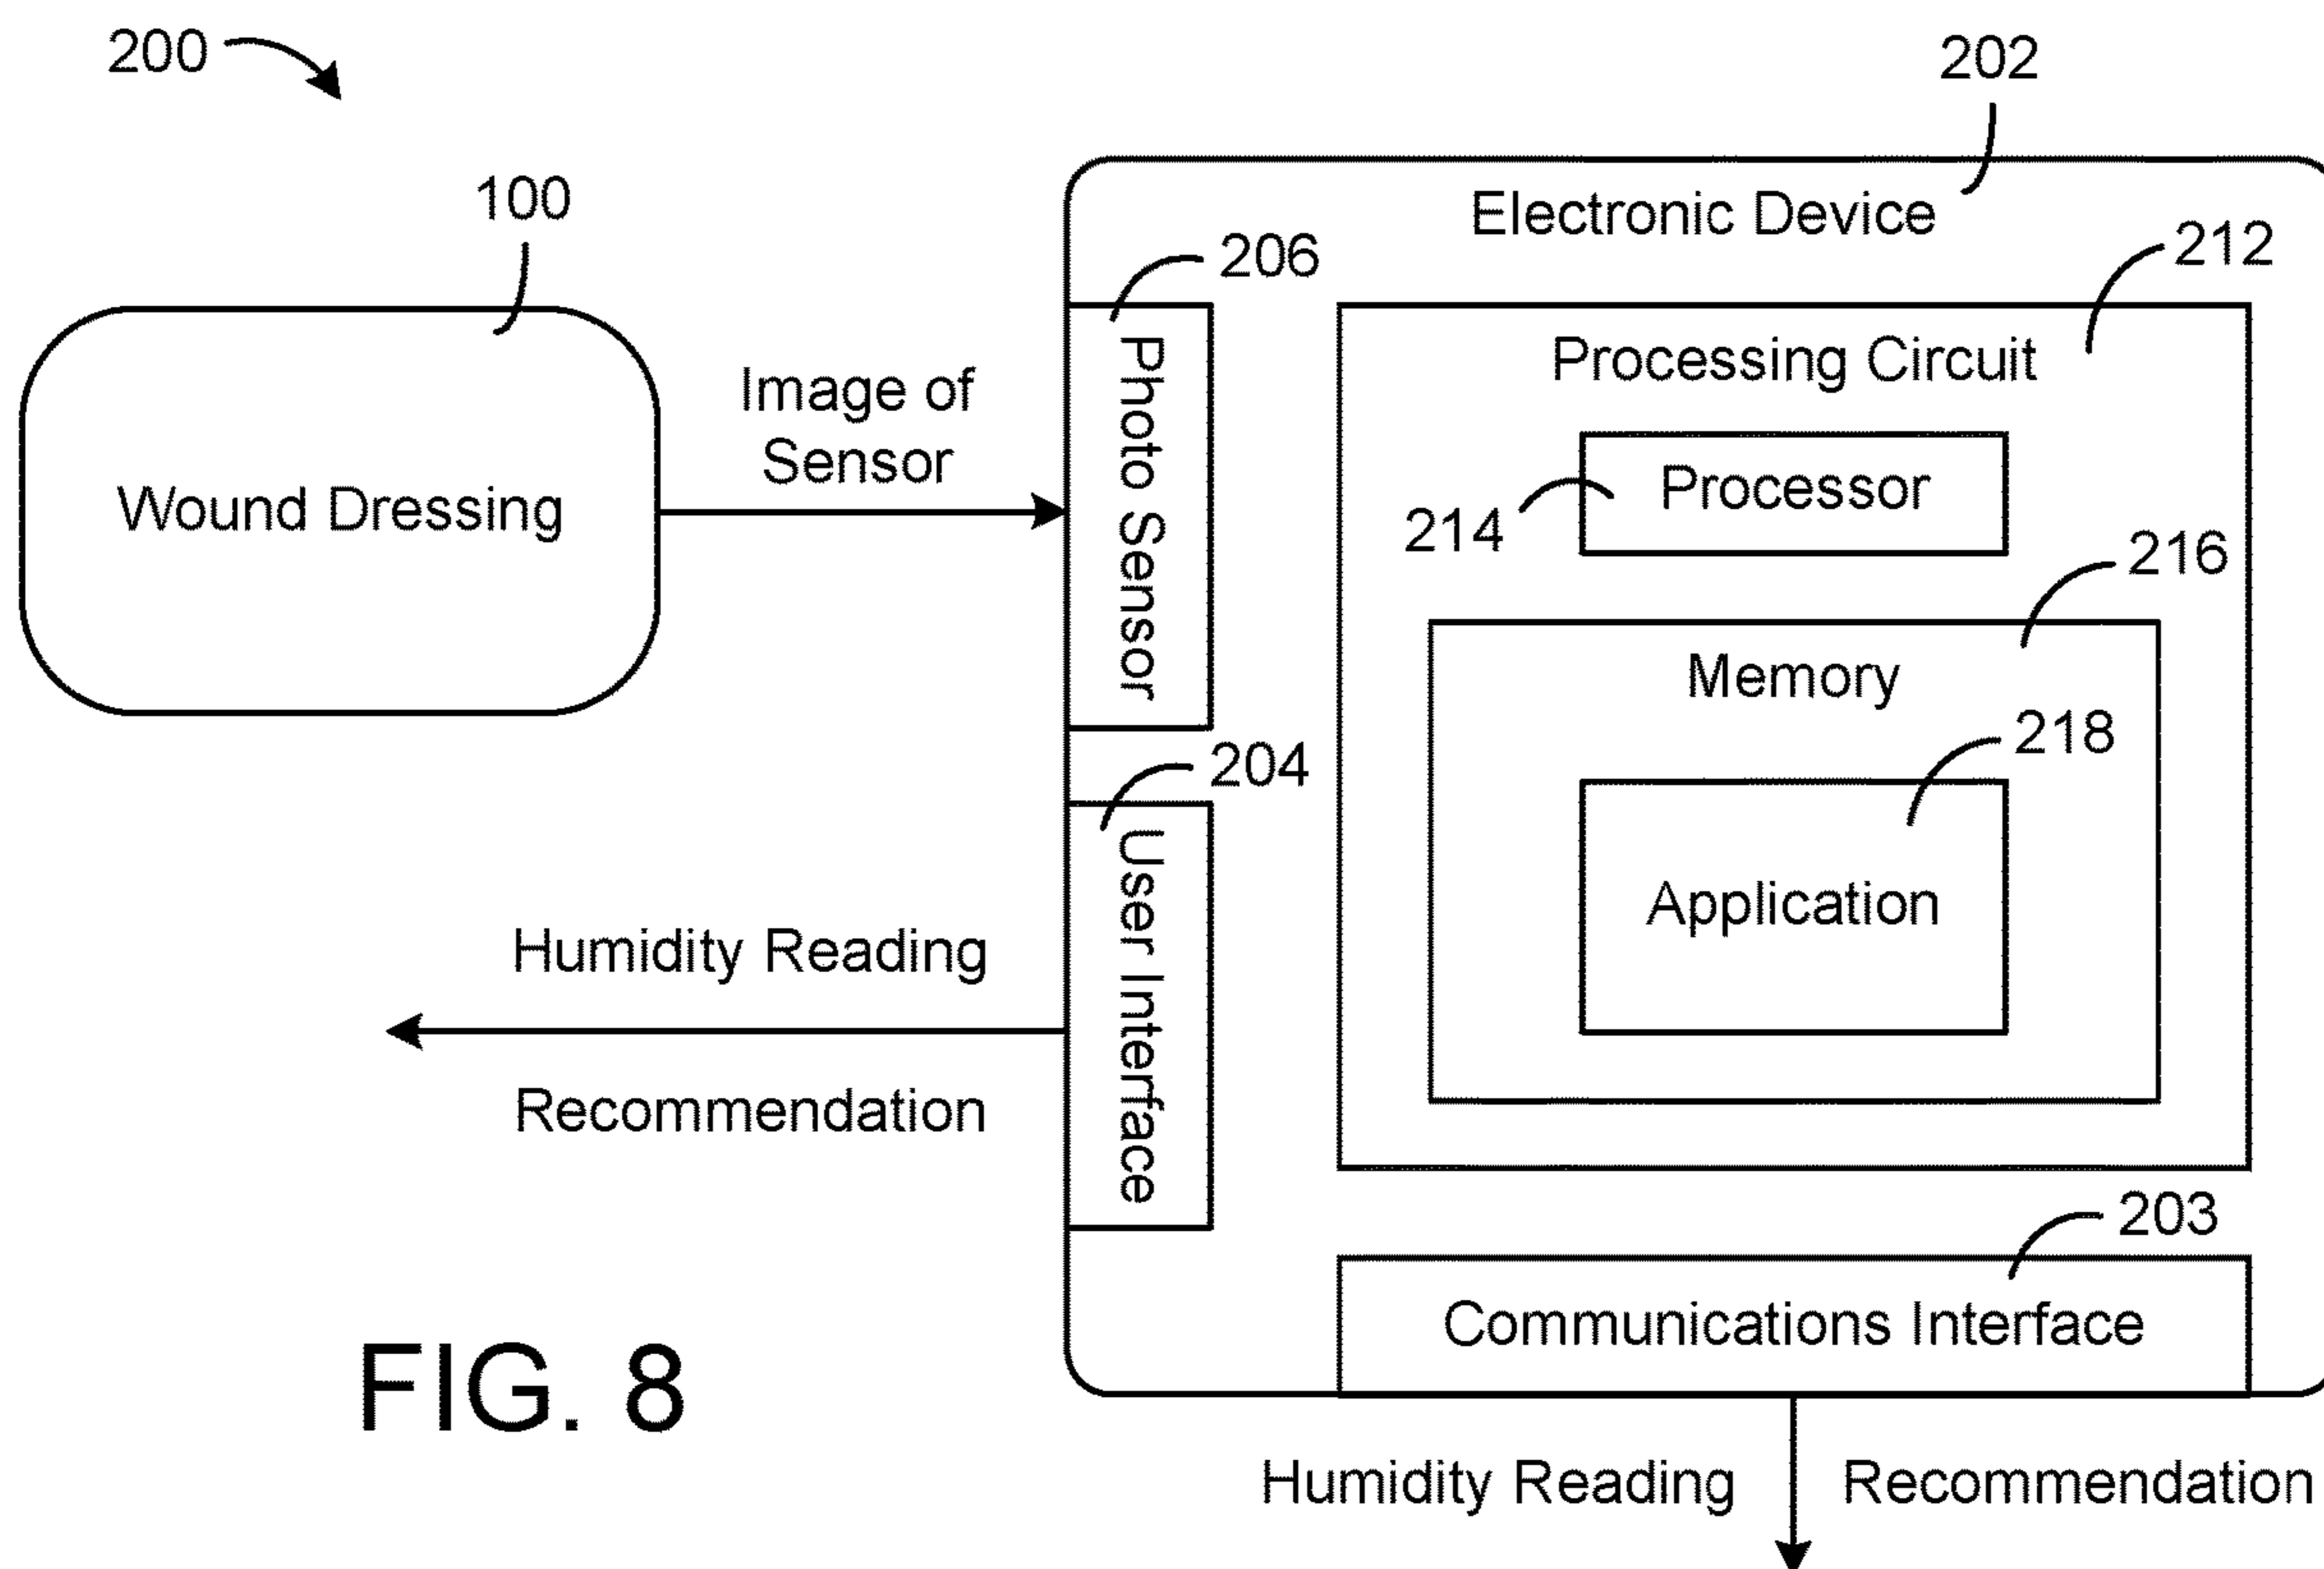 200
202
100
Electronic Device
206
212
Processing Circuit
Image of
Sensor
Photo Sensor
Wound Dressing
Processor
214
216
Memory
218
204
User Interface
Application
Humidity Reading
Recommendation
203
Communications Interface
FIG. 8
Humidity Reading
Recommendation